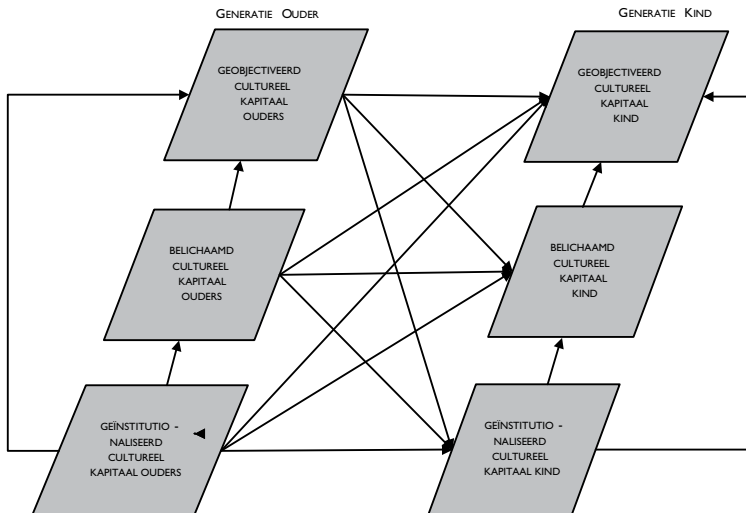 GENERATIE OUDER
GENERATIE KIND
GEOBJECTIVEERD
CULTUREEL
KAPITAAL
OUDERS
GEOBJECTIVEERD
CULTUREEL
KAPITAAL
KIND
BELICHAAMD
CULTUREEL
KAPITAAL
OUDERS
BELICHAAMD
CULTUREEL
KAPITAAL
KIND
GEÏNSTITUTIO -
NALISEERD
CULTUREEL
KAPITAAL OUDERS
GEÏNSTITUTIO -
NALISEERD
CULTUREEL
KAPITAAL KIND